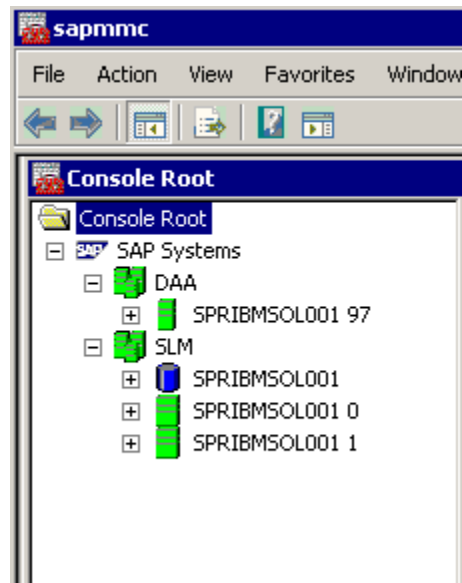 sapmmc
File Action View Favorites Window
Console Root
Console Root
SAP SAP Systems
DAA
SPRIBMSOL001 97
SLM
SPRIBMSOL001
SPRIBMSOL001 0
SPRIBMSOL001 1